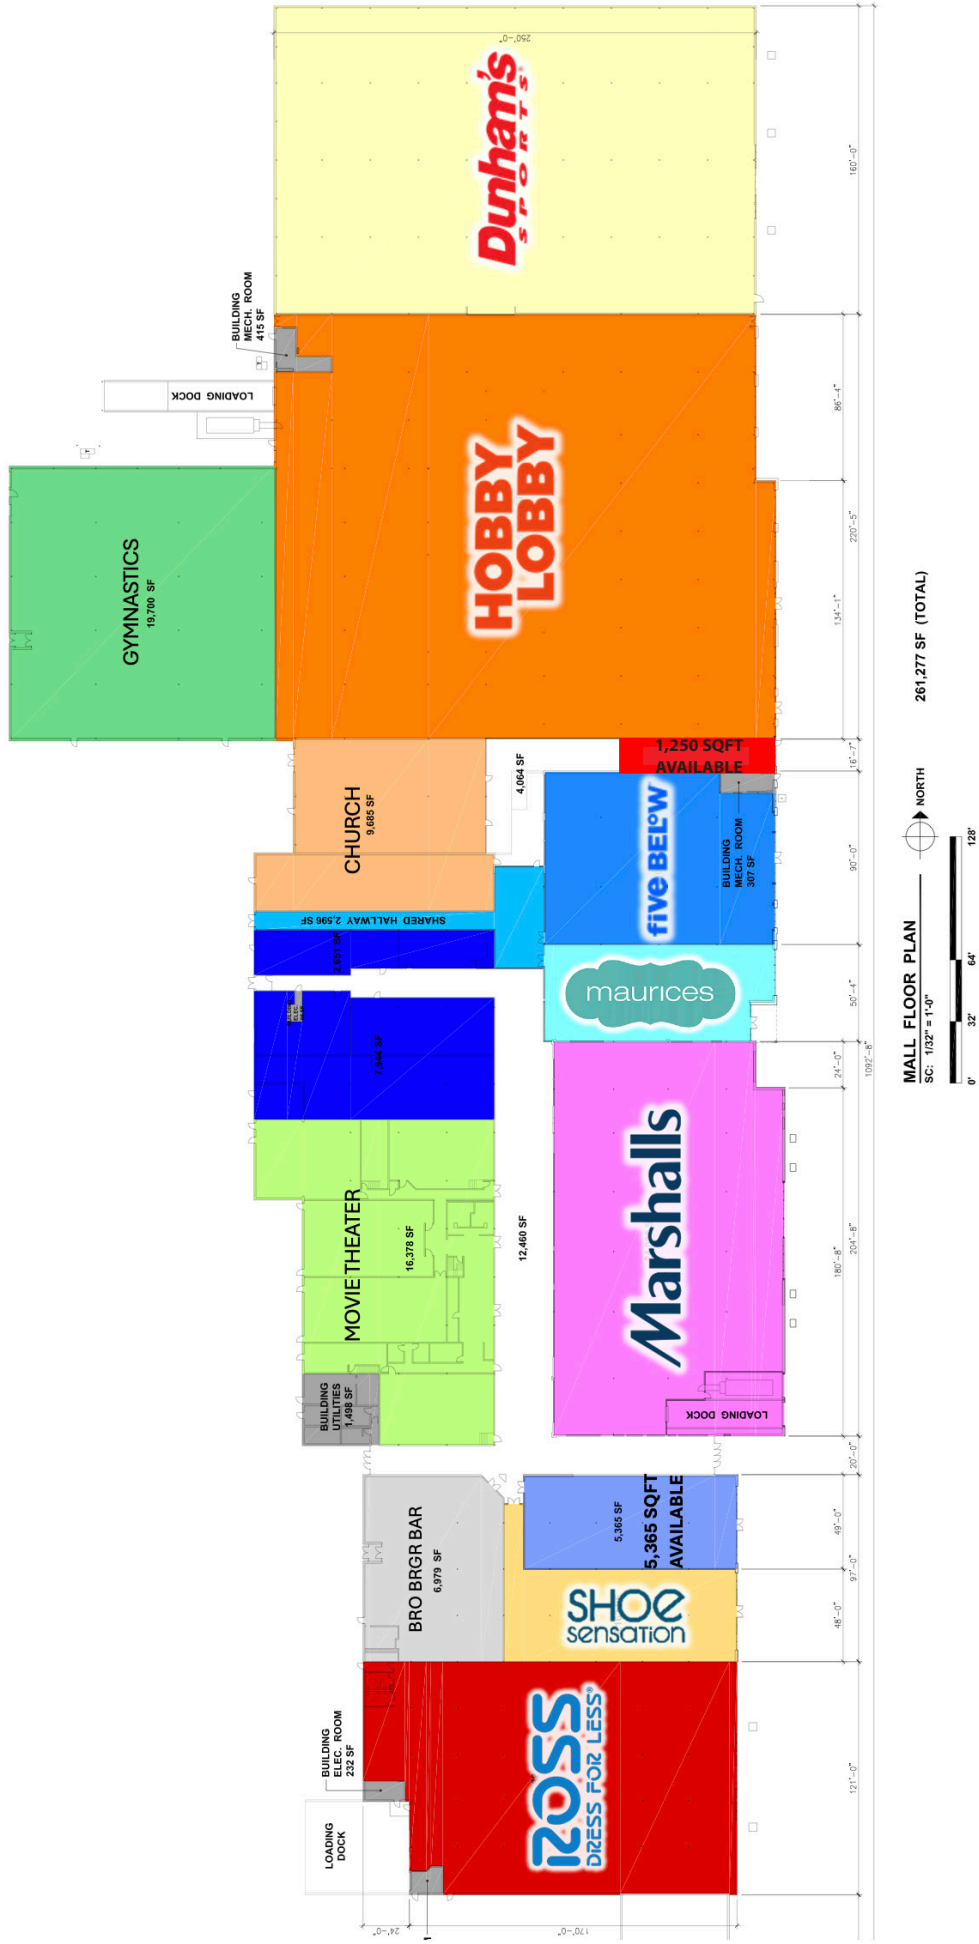 250'-0"
Dunham's
SPORTS
160'-0"
BUILDING
MECH. ROOM
415 SF
LOADING DOCK
86'-4"
HOBBY
LOBBY
GYMNASTICS
19,700 SF
220'-5"
134'-1"
261,277 SF (TOTAL)
1,250 SQFT
AVAILABLE
16'-7"
4,064 SF
CHURCH
9,685 SF
five BELOW
BUILDING
MECH. ROOM
307 SF
90'-0"
NORTH
SHARED HALLWAY 2,596 SF
2,651 SF
maurices
50'-4"
MALL FLOOR PLAN
SC: 1/32" = 1'-0"
0'
32'
64'
128'
ELEC.
7,944 SF
24'-0"
1092'-8"
MOVIE THEATER
16,378 SF
12,460 SF
Marshalls
180'-8"
204'-8"
BUILDING
UTILITIES
1,498 SF
LOADING DOCK
20'-0"
BRO BRGR BAR
6,979 SF
5,365 SF
5,365 SQFT
AVAILABLE
49'-0"
97'-0"
SHOE
SENSATION
48'-0"
BUILDING
ELEC. ROOM
232 SF
ROSS
DRESS FOR LESS®
121'-0"
LOADING
DOCK
24'-0"
170'-0"